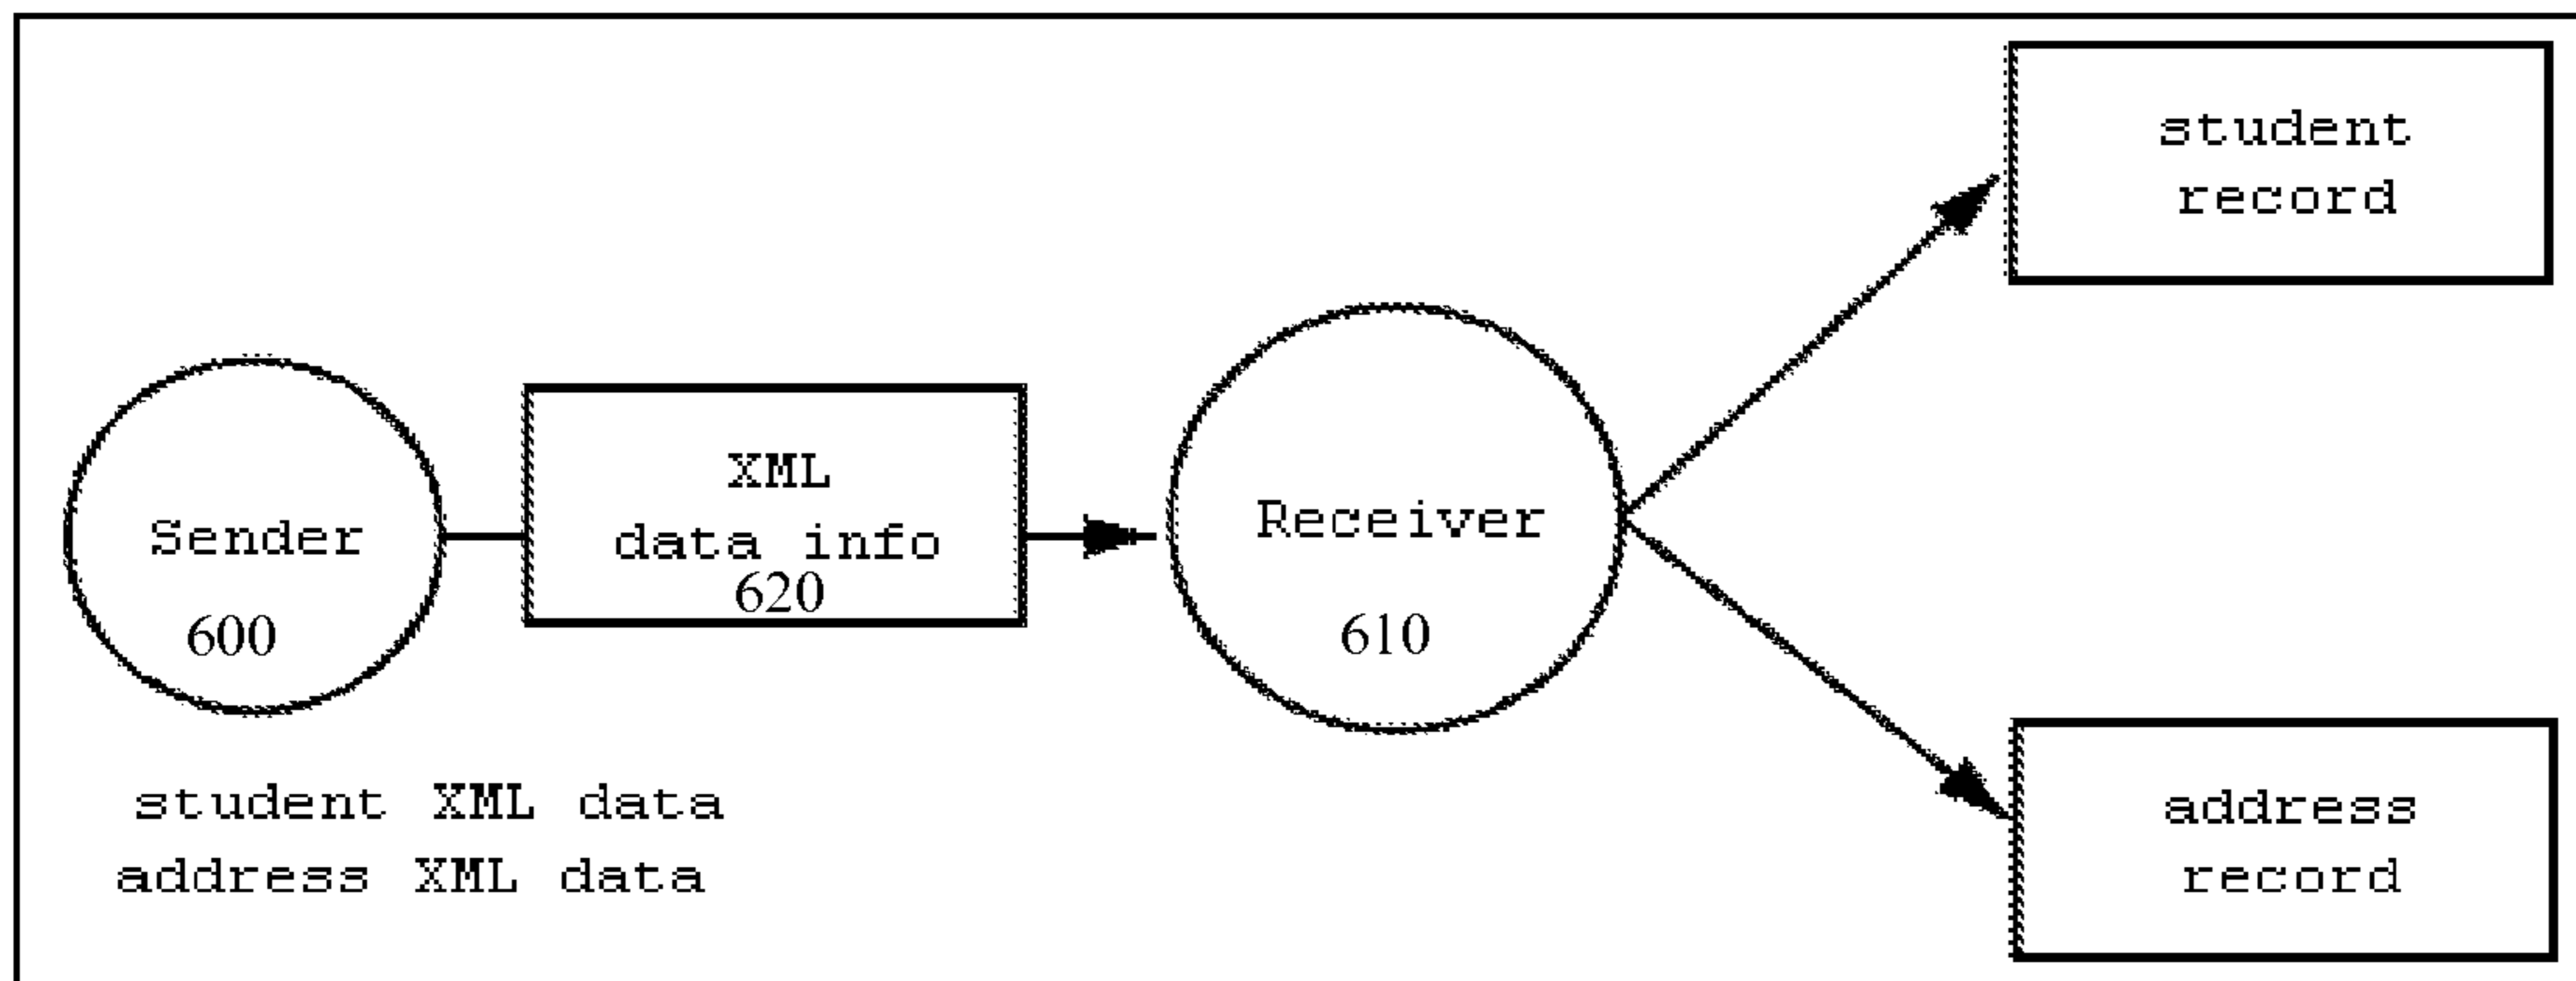 student
record
XML
data info
620
Sender
600
Receiver
610
student XML data
address XML data
address
record